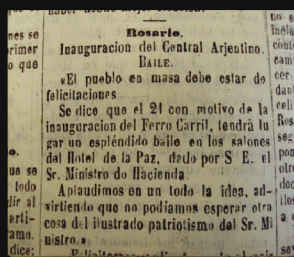 Rosario.
Inauguracion del Central Arjentino.
BAILE.
«El pueblo en masa debe estar de
felicitaciones.
Se dice que el 21 con motivo de la
inauguracion del Ferro Carril, tendrá lu
gar un espléndido baile en los salones
del Hotel de la Paz, dado por S E. el
Sr. Ministro do Hacienda
Aplaudimos en un todo la idea, ad-
virtiendo que no podiamos esperar otra
cosa del ilustrado patriotismo del Sr. Mi
nistro.»